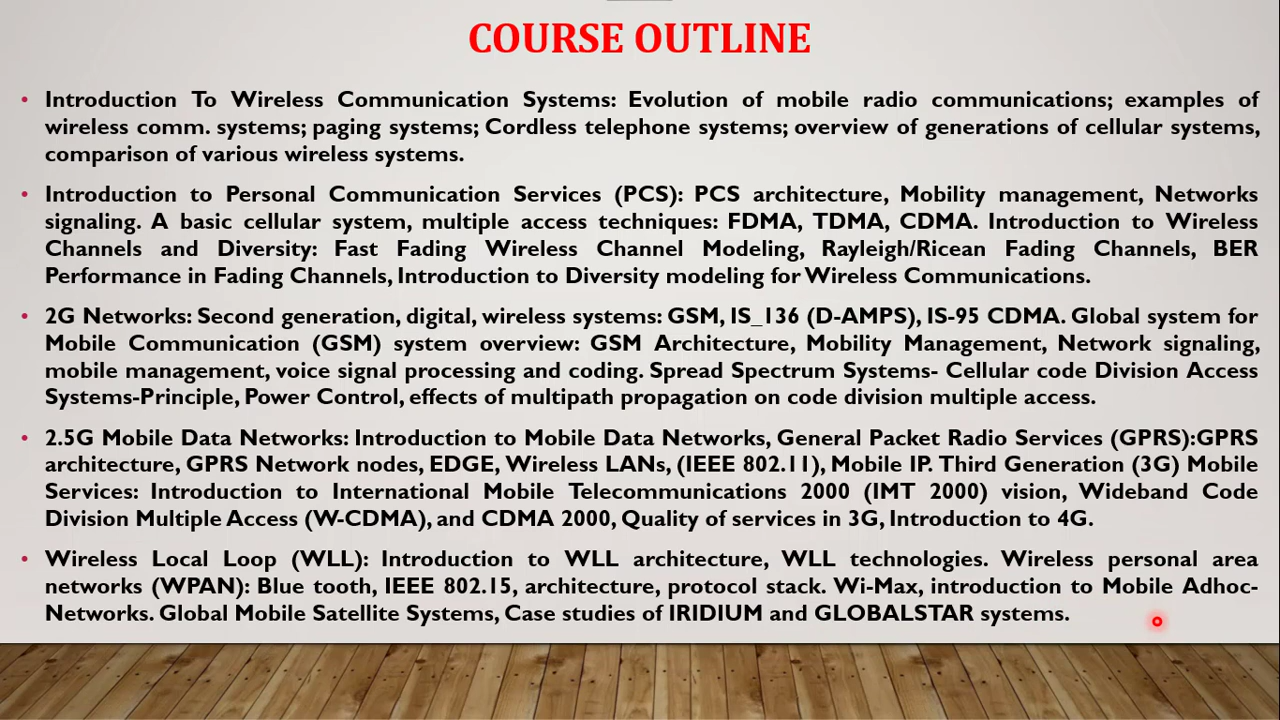 COURSE OUTLINE
• Introduction To Wireless Communication Systems: Evolution of mobile radio communications; examples of
wireless comm. systems; paging systems; Cordless telephone systems; overview of generations of cellular systems,
comparison of various wireless systems.
• Introduction to Personal Communication Services (PCS): PCS architecture, Mobility management, Networks
signaling. A basic cellular system, multiple access techniques: FDMA, TDMA, CDMA. Introduction to Wireless
Channels and Diversity: Fast Fading Wireless Channel Modeling, Rayleigh/Ricean Fading Channels, BER
Performance in Fading Channels, Introduction to Diversity modeling for Wireless Communications.
• 2G Networks: Second generation, digital, wireless systems: GSM, IS_136 (D-AMPS), IS-95 CDMA. Global system for
Mobile Communication (GSM) system overview: GSM Architecture, Mobility Management, Network signaling,
mobile management, voice signal processing and coding. Spread Spectrum Systems- Cellular code Division Access
Systems-Principle, Power Control, effects of multipath propagation on code division multiple access.
• 2.5G Mobile Data Networks: Introduction to Mobile Data Networks, General Packet Radio Services (GPRS):GPRS
architecture, GPRS Network nodes, EDGE, Wireless LANs, (IEEE 802.11), Mobile IP. Third Generation (3G) Mobile
Services: Introduction to International Mobile Telecommunications 2000 (IMT 2000) vision, Wideband Code
Division Multiple Access (W-CDMA), and CDMA 2000, Quality of services in 3G, Introduction to 4G.
• Wireless Local Loop (WLL): Introduction to WLL architecture, WLL technologies. Wireless personal area
networks (WPAN): Blue tooth, IEEE 802.15, architecture, protocol stack. Wi-Max, introduction to Mobile Adhoc-
Networks. Global Mobile Satellite Systems, Case studies of IRIDIUM and GLOBALSTAR systems.